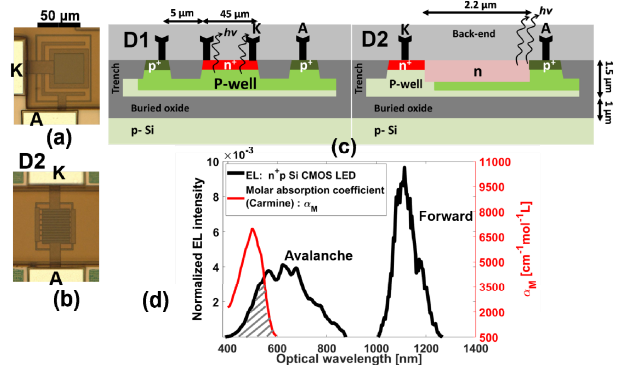 50 µm
K
A
(a)
D2
K
A
(b)
D1
5 µm
45 µm
hν
K
A
Trench
p+
n+
p+
P-well
Buried oxide
p- Si
(c)
D2
2.2 µm
hν
Back-end
K
A
Trench
p+
n
p+
P-well
Buried oxide
p- Si
1.5 µm
1 µm
(d)
× 10⁻³
Normalized EL intensity
10
8
6
4
2
EL: n+p Si CMOS LED
Molar absorption coefficient
(Carmine) : αM
Avalanche
Forward
11000
9500
8000
6500
5000
3500
2000
500
αM [cm-1mol-1L]
400
600
800
1000
1200
1400
Optical wavelength [nm]